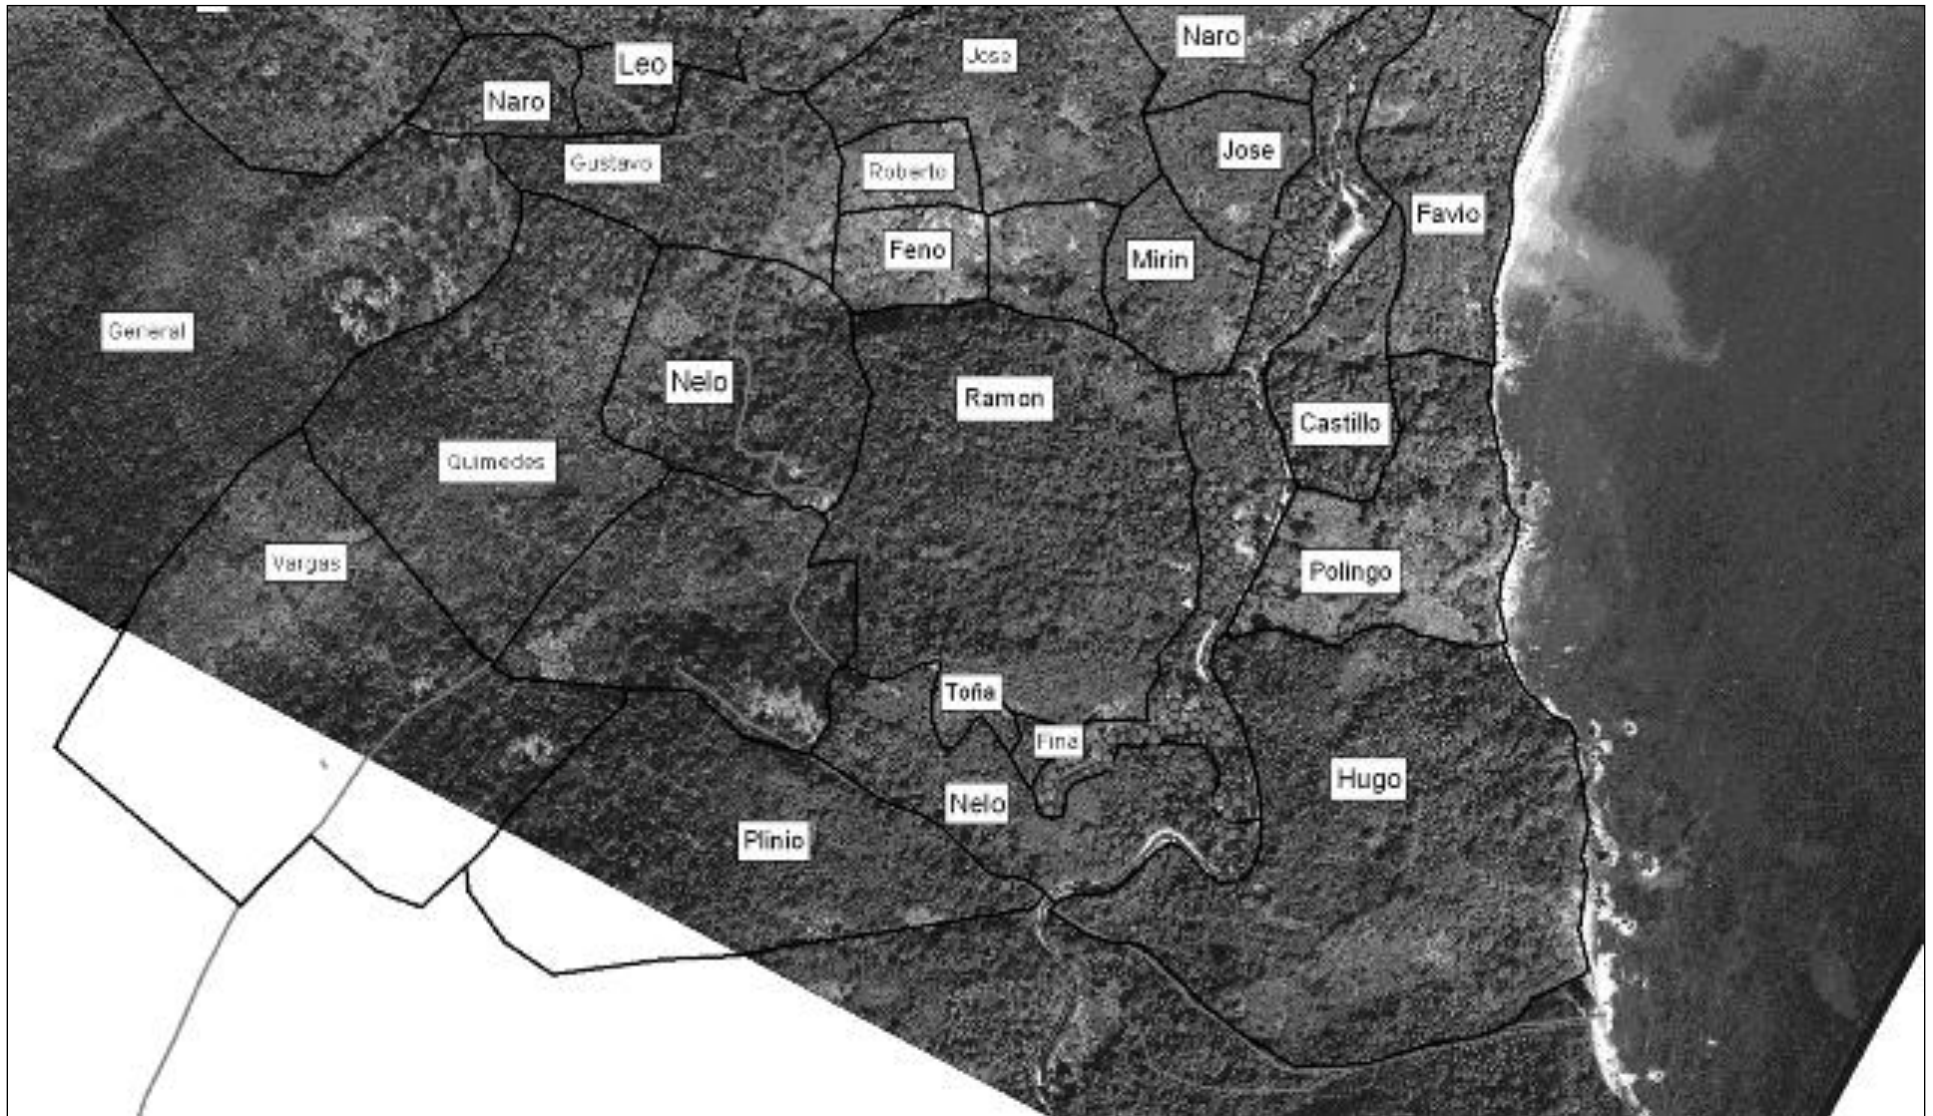 Naro
Leo
Jose
Naro
Jose
Gustavo
Roberto
Favio
Feno
Mirin
General
Nelo
Ramon
Castillo
Quimedes
Vargas
Polingo
Toña
Fina
Hugo
Nelo
Plinio